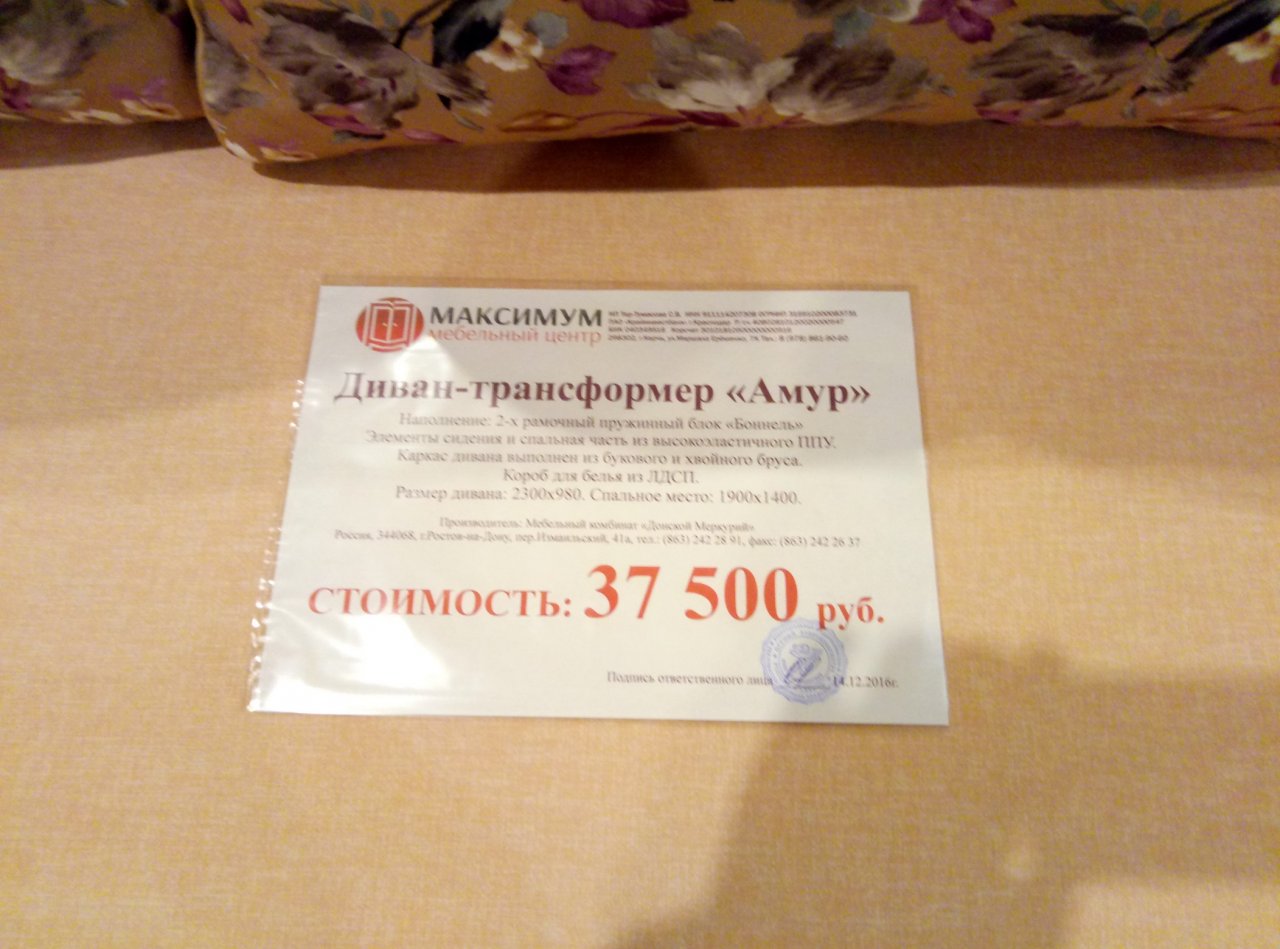 МАКСИМУМ
мебельный центр
Диван-трансформер «Амур»
Наполнение: 2-х рамочный пружинный блок «Боннель»
Элементы сидения и спальная часть из высокоэластичного ППУ.
Каркас дивана выполнен из букового и хвойного бруса.
Короб для белья из ЛДСП.
Размер дивана: 2300х980. Спальное место: 1900х1400.
Производитель: Мебельный комбинат «Донской Меркурий»
Россия, 344068, г.Ростов-на-Дону, пер.Измаильский, 41а, тел.: (863) 242 28 91, факс: (863) 242 26 37
СТОИМОСТЬ: 37 500 руб.
Подпись ответственного лица 14.12.2016г.